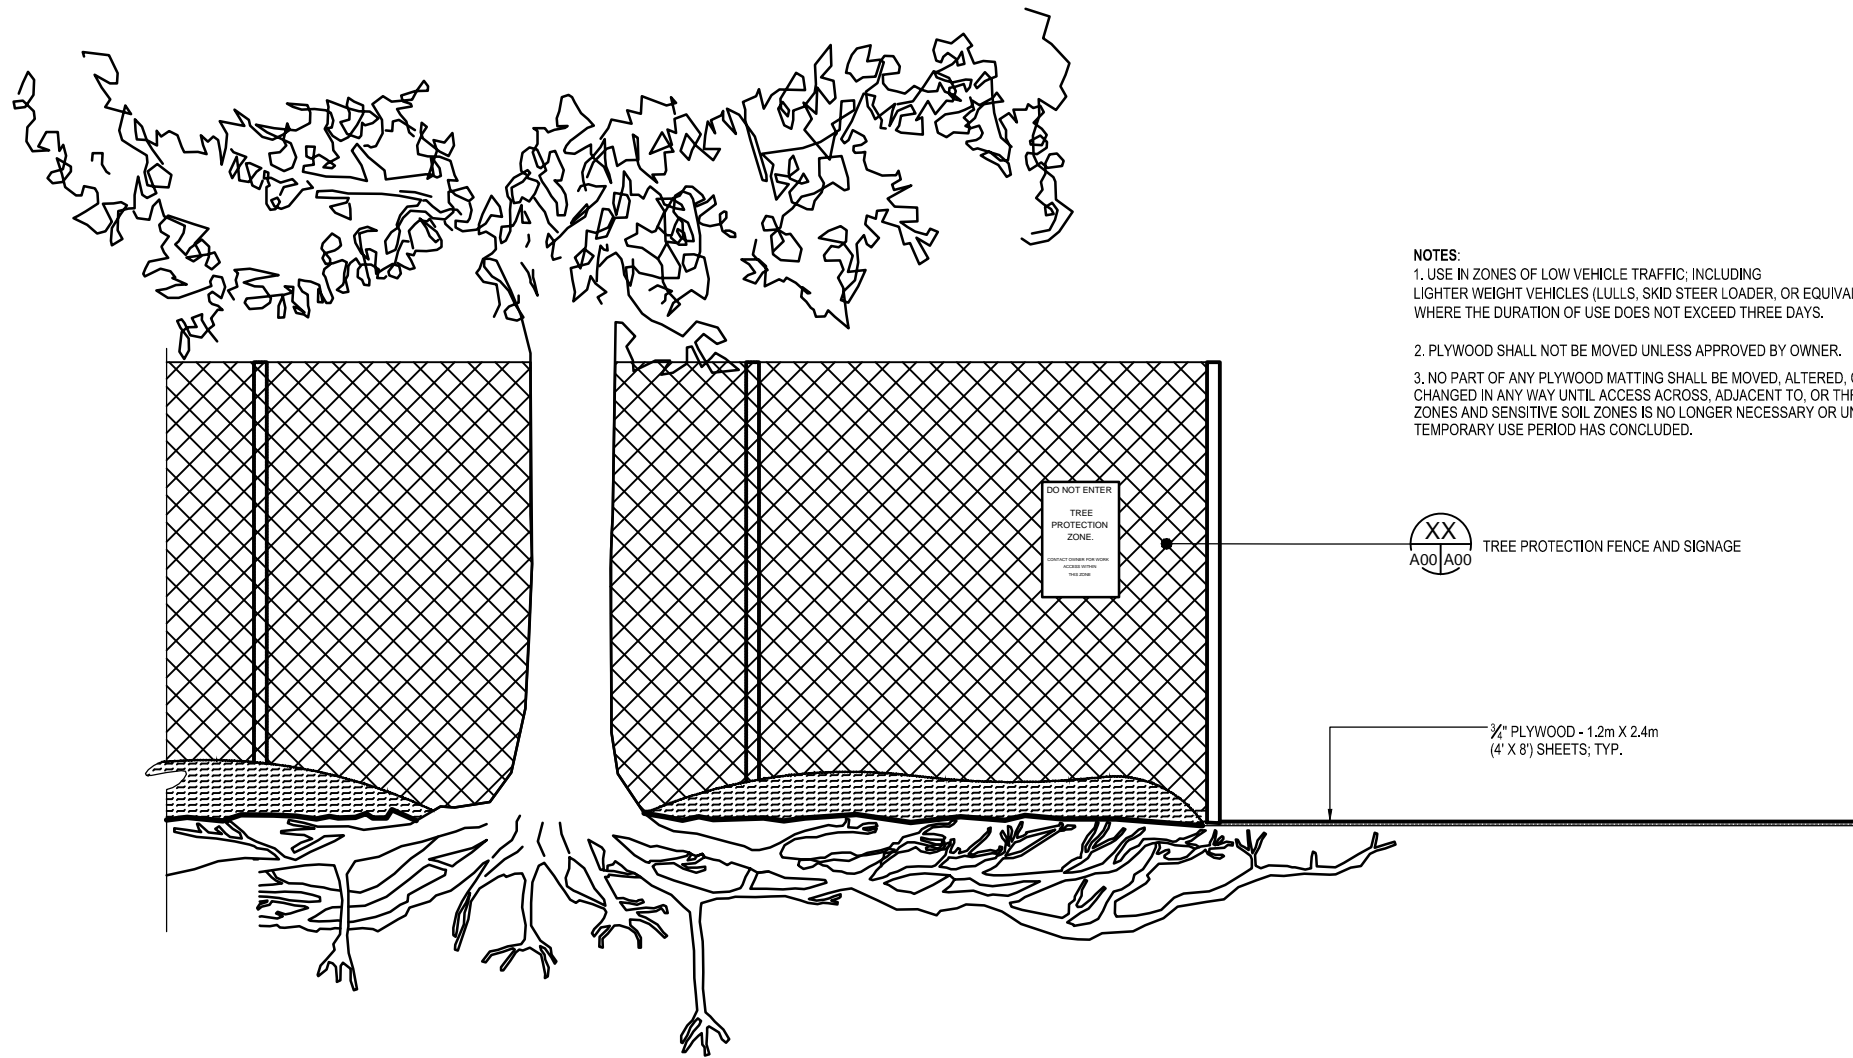 NOTES:
1. USE IN ZONES OF LOW VEHICLE TRAFFIC; INCLUDING
LIGHTER WEIGHT VEHICLES (LULLS, SKID STEER LOADER, OR
WHERE THE DURATION OF USE DOES NOT EXCEED THREE DAYS.
2. PLYWOOD SHALL NOT BE MOVED UNLESS APPROVED BY OWNER.
3. NO PART OF ANY PLYWOOD MATTING SHALL BE MOVED, ALTERED,
CHANGED IN ANY WAY UNTIL ACCESS ACROSS, ADJACENT TO, OR
ZONES AND SENSITIVE SOIL ZONES IS NO LONGER NECESSARY OR
TEMPORARY USE PERIOD HAS CONCLUDED.
DO NOT ENTER
TREE
PROTECTION
ZONE.
CONTACT OWNER FOR WORK
ACCESS WITHIN
THIS ZONE
XX
A00 A00
TREE PROTECTION FENCE AND SIGNAGE
¾" PLYWOOD - 1.2m X 2.4m
(4' X 8') SHEETS; TYP.